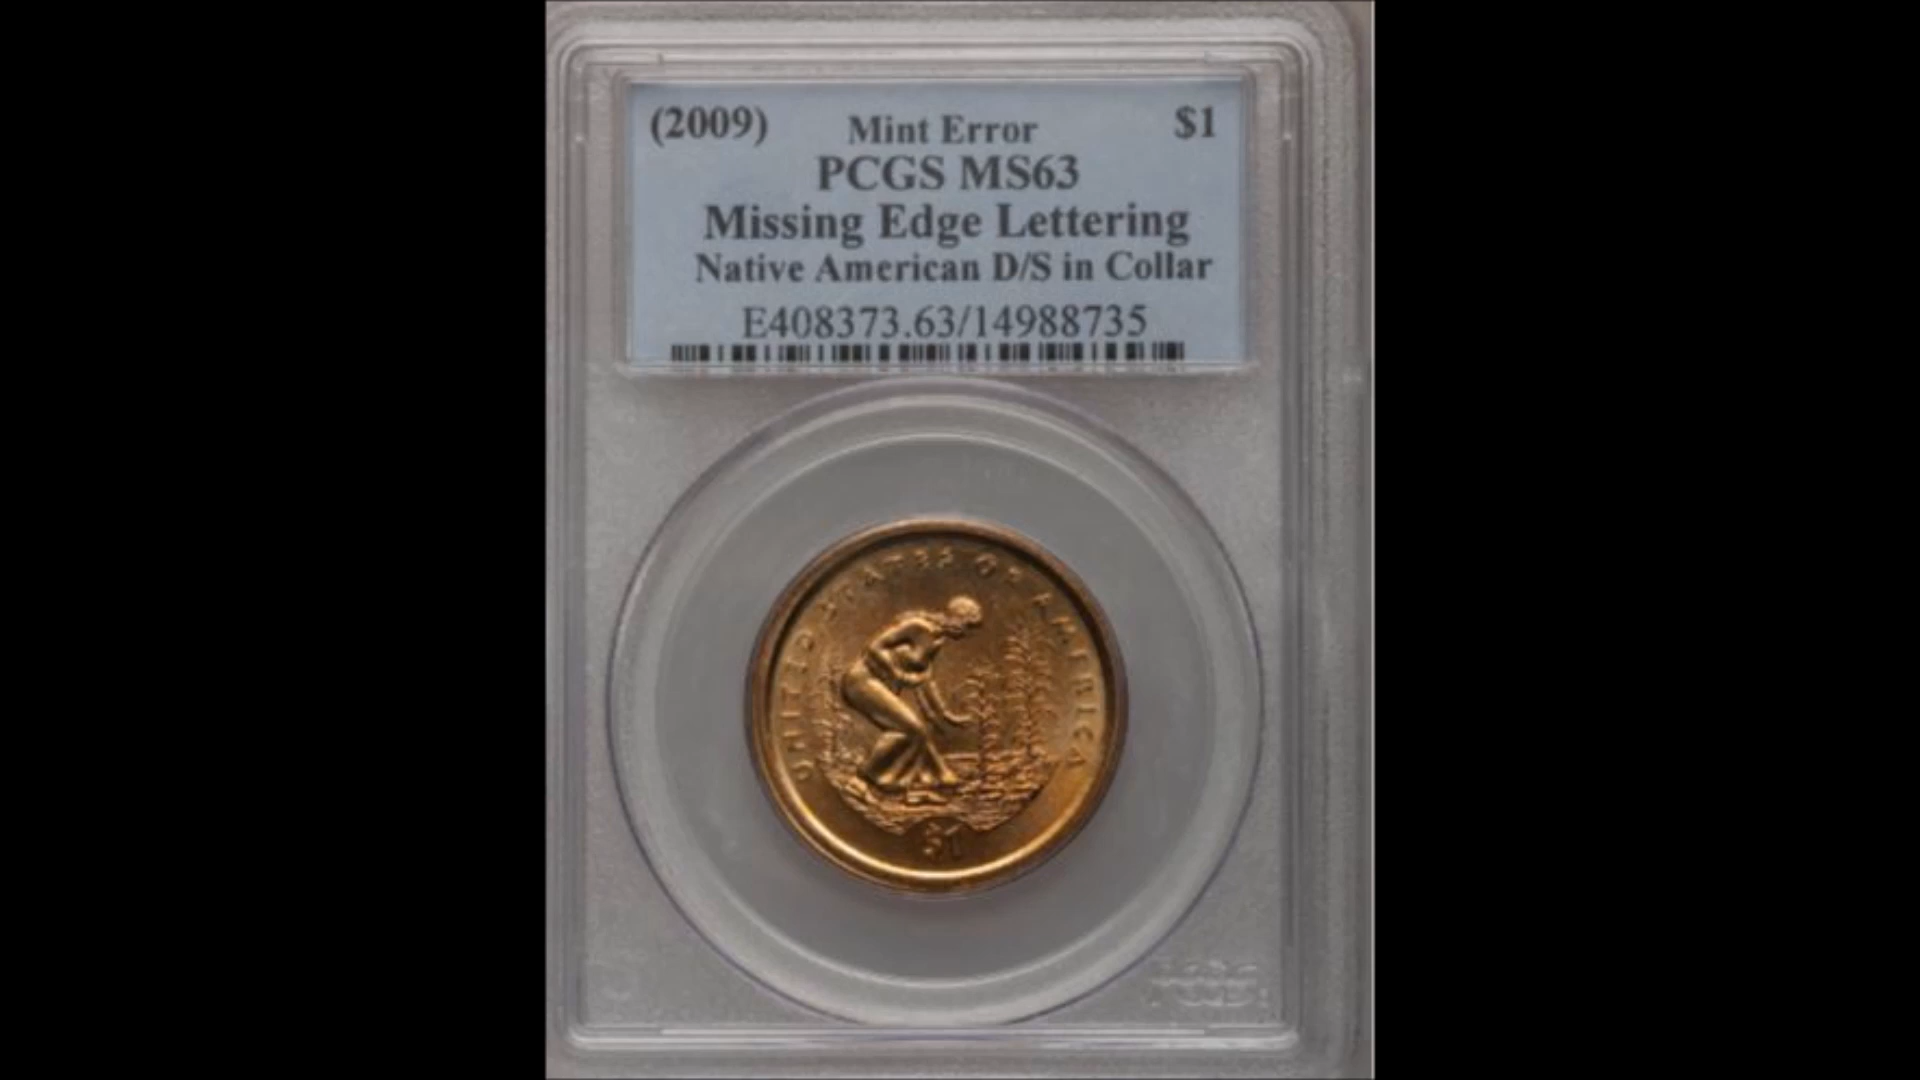 (2009) Mint Error $1
PCGS MS63
Missing Edge Lettering
Native American D/S in Collar
E408373.63/14988735
UNITED STATES OF AMERICA
$1
PCGS